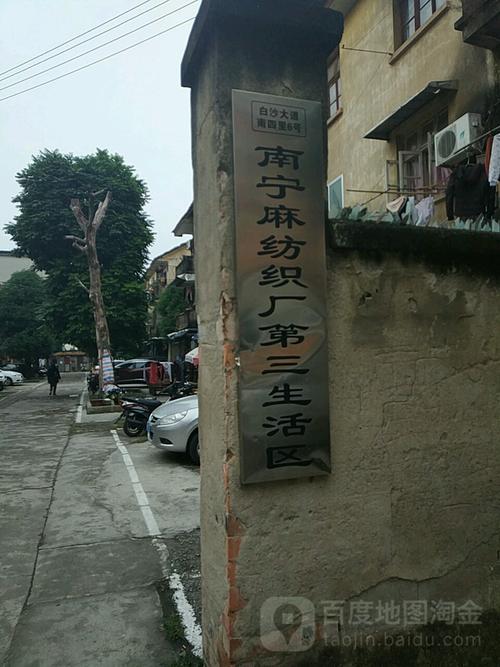 白沙大道
南四里6号
南宁麻纺织厂第三生活区
百度地图淘金
taojin.baidu.com